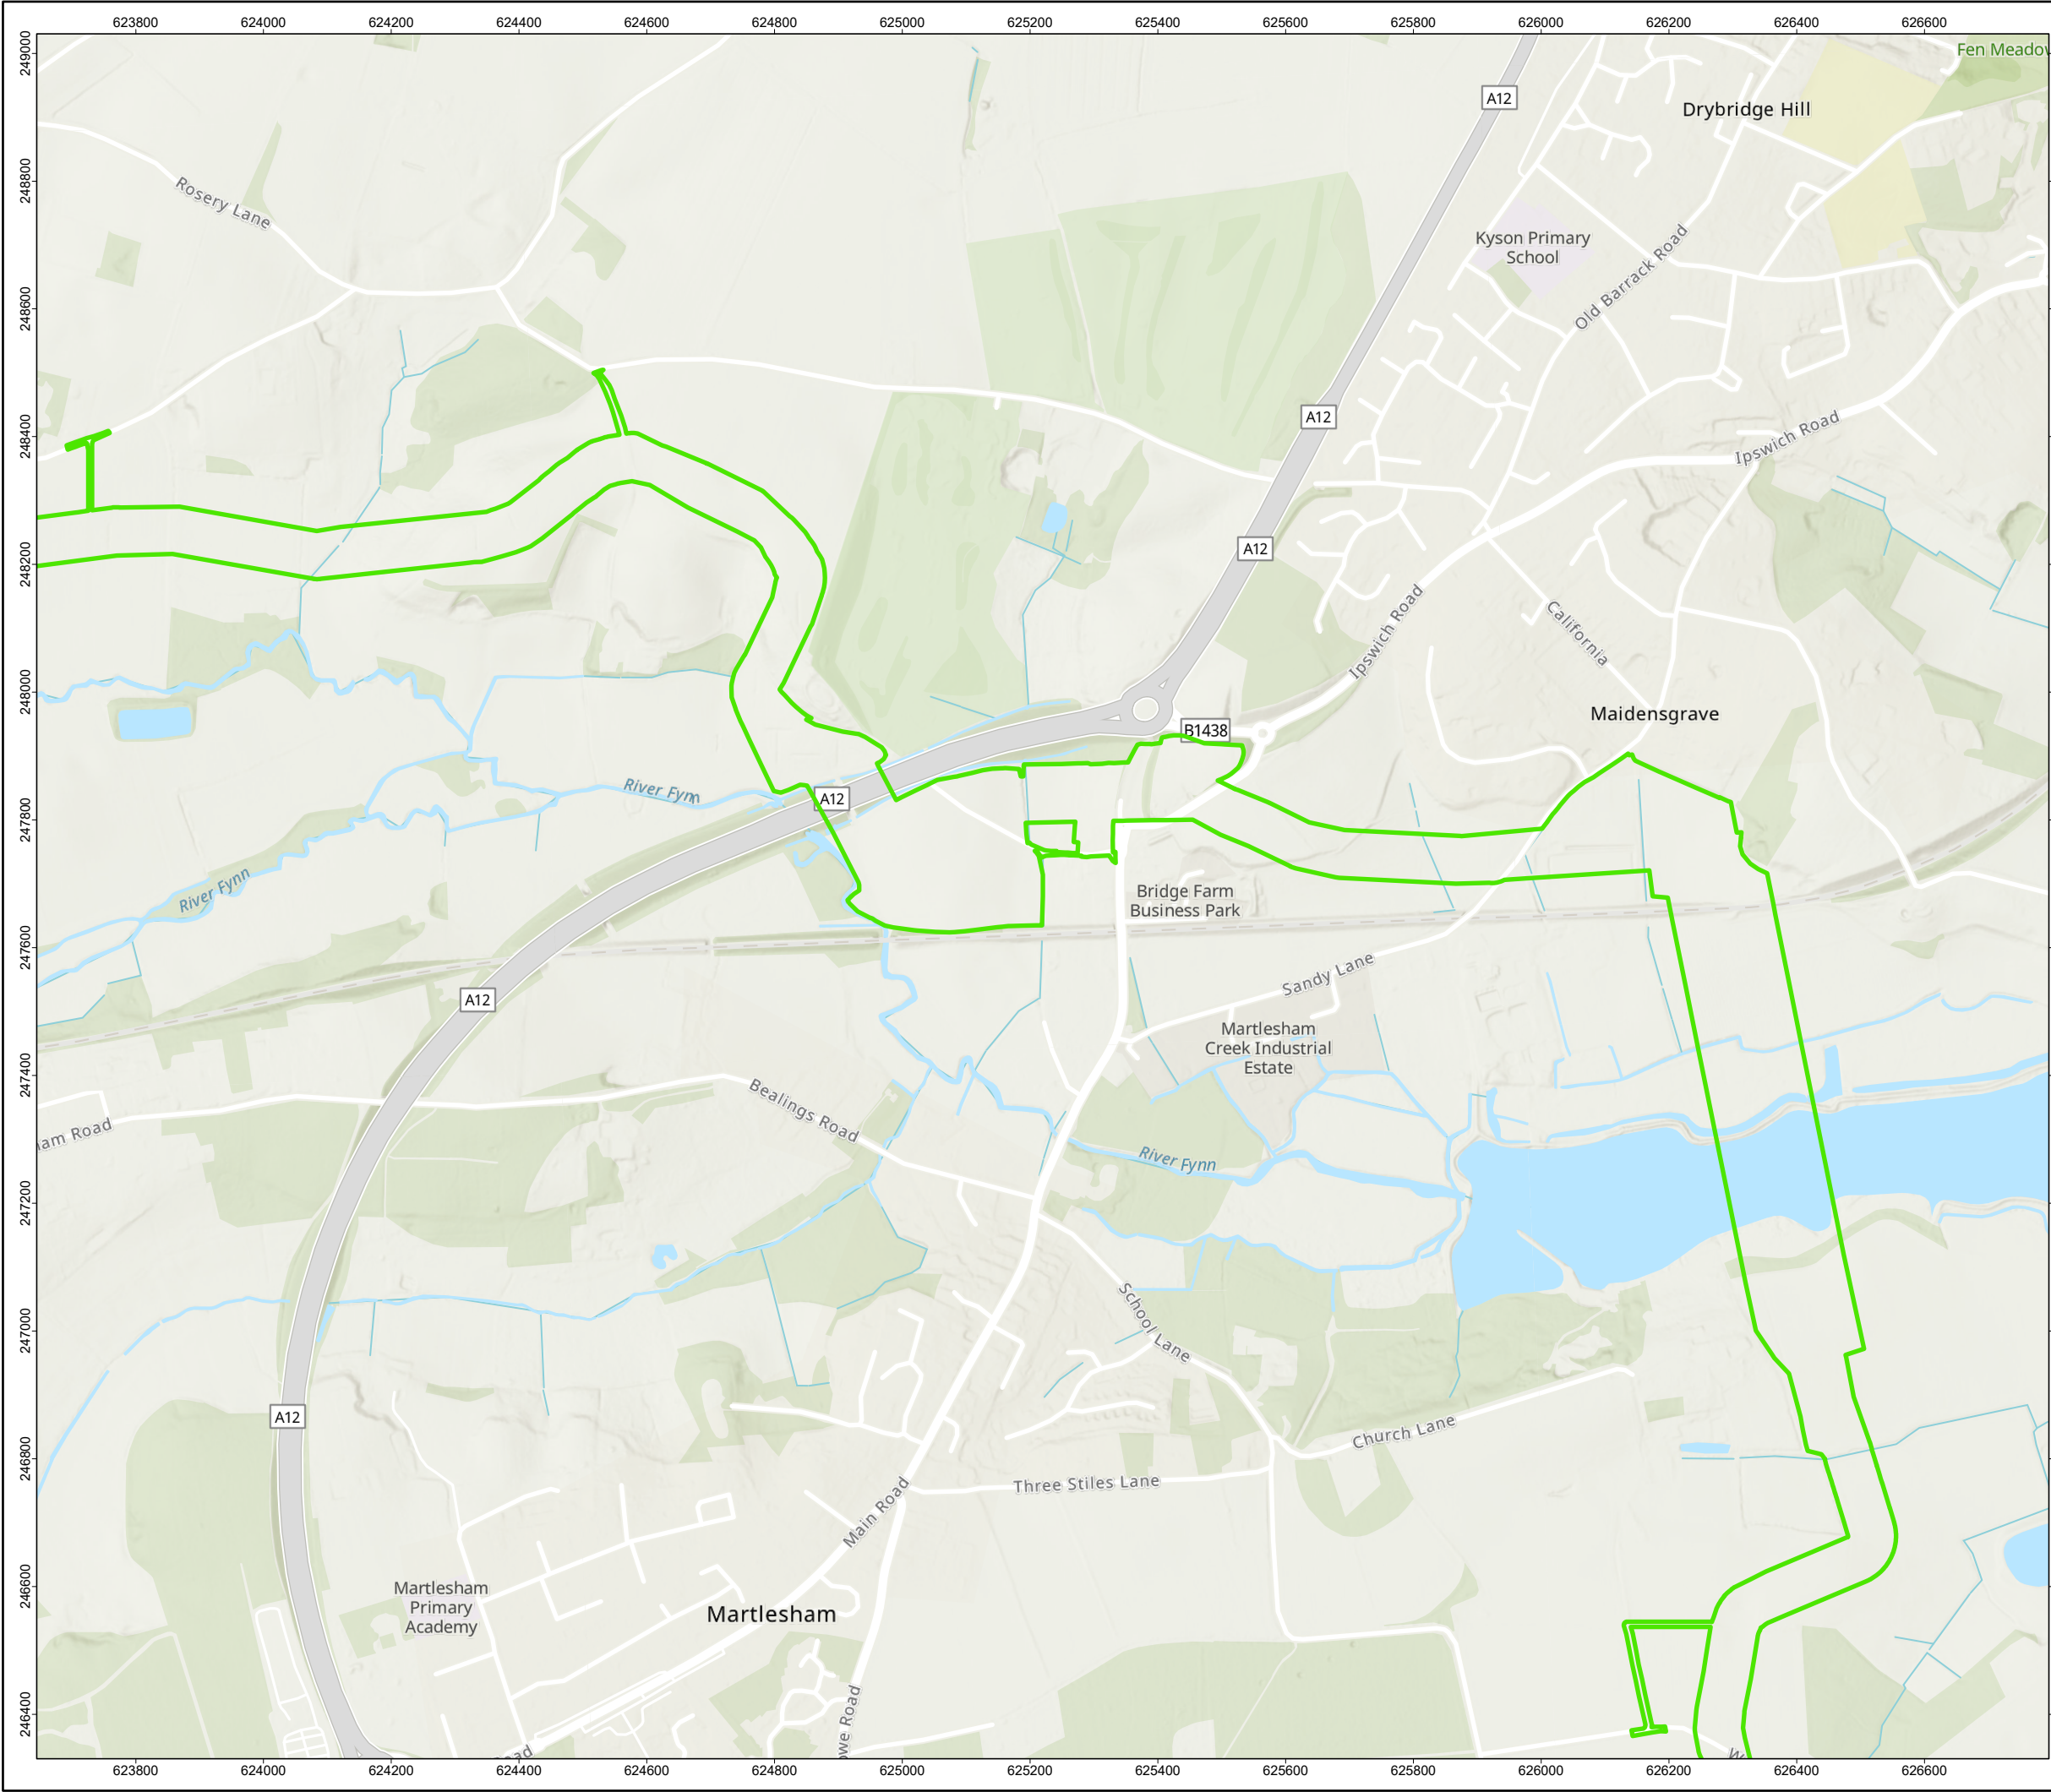 623800 624000 624200 624400 624600 624800 625000 625200 625400 625600 625800 626000 626200 626400 626600
249000
248800
248600
248400
248200
248000
247800
247600
247400
247200
247000
246800
246600
246400
Fen Meadow
A12
Drybridge Hill
Rosery Lane
Kyson Primary
School
Old Barrack Road
A12
Ipswich Road
A12
Ipswich Road
California
Maidensgrave
B1438
River Fynn
A12
River Fynn
Bridge Farm
Business Park
Sandy Lane
A12
Martlesham
Creek Industrial
Estate
Bealings Road
ham Road
River Fynn
School Lane
A12
Church Lane
Three Stiles Lane
Main Road
Martlesham
Primary
Academy
Martlesham
owe Road
oad
W
623800 624000 624200 624400 624600 624800 625000 625200 625400 625600 625800 626000 626200 626400 626600